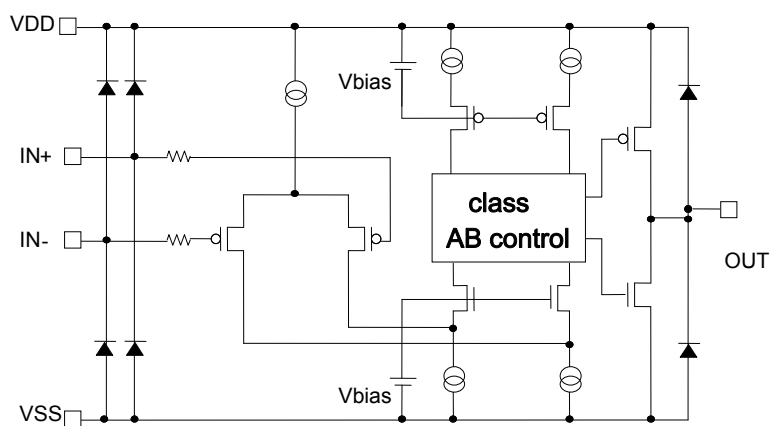 VDD
Vbias
IN+
class
AB control
IN-
OUT
Vbias
VSS